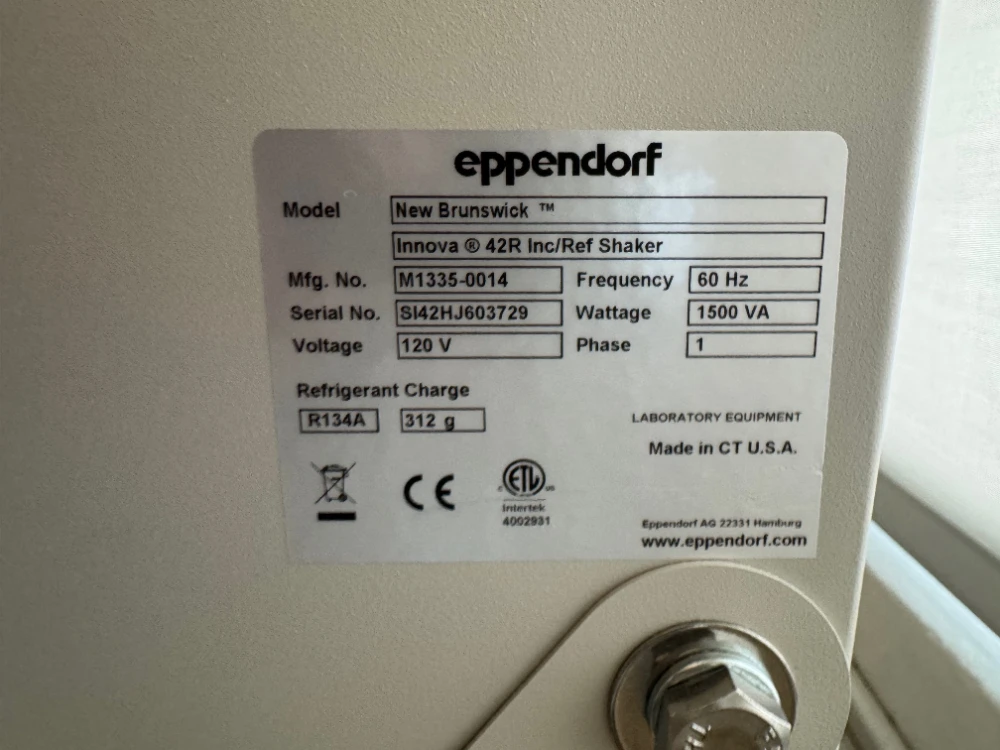 eppendorf
Model New Brunswick ™
Innova ® 42R Inc/Ref Shaker
Mfg. No. M1335-0014 Frequency 60 Hz
Serial No. SI42HJ603729 Wattage 1500 VA
Voltage 120 V Phase 1
Refrigerant Charge
R134A 312 g
LABORATORY EQUIPMENT
Made in CT U.S.A.
CE
c ETL us
Intertek
4002931
Eppendorf AG 22331 Hamburg
www.eppendorf.com